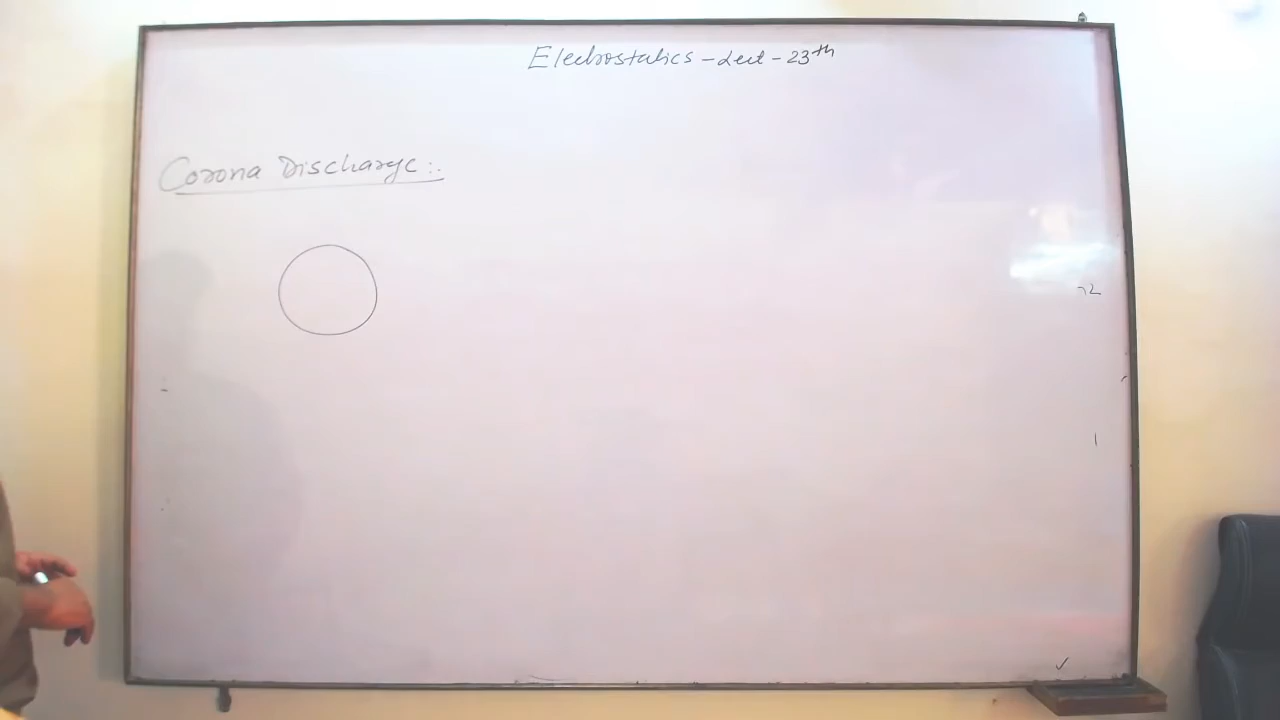 Electrostatics - Lect - 23th
Corona Discharge :-